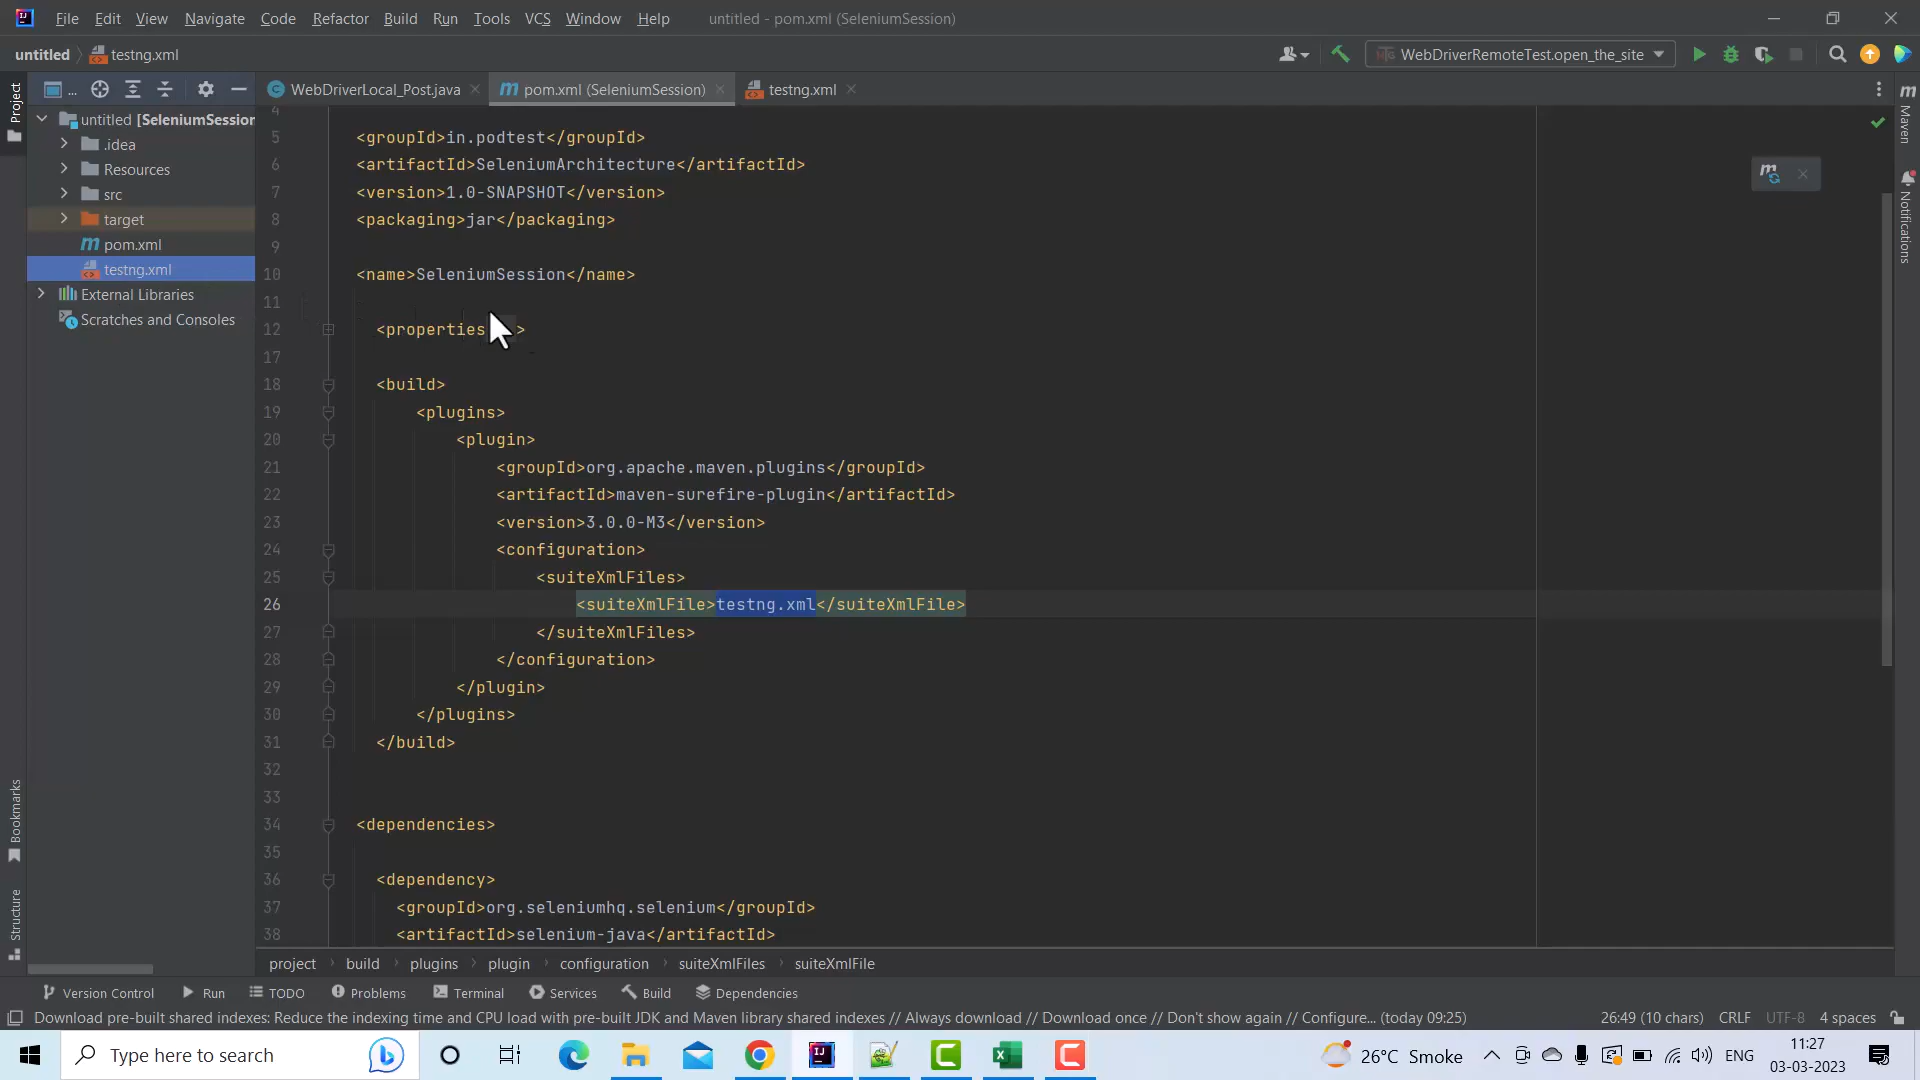 File Edit View Navigate Code Refactor Build Run Tools VCS Window Help untitled - pom.xml (SeleniumSession)
untitled testng.xml WebDriverRemoteTest.open_the_site
Project
... WebDriverLocal_Post.java pom.xml (SeleniumSession) testng.xml
untitled [SeleniumSession
.idea
Resources
src
target
pom.xml
testng.xml
External Libraries
Scratches and Consoles
4
5 <groupId>in.podtest</groupId>
6 <artifactId>SeleniumArchitecture</artifactId>
7 <version>1.0-SNAPSHOT</version>
8 <packaging>jar</packaging>
9
10 <name>SeleniumSession</name>
11
12 <properties >
17
18 <build>
19 <plugins>
20 <plugin>
21 <groupId>org.apache.maven.plugins</groupId>
22 <artifactId>maven-surefire-plugin</artifactId>
23 <version>3.0.0-M3</version>
24 <configuration>
25 <suiteXmlFiles>
26 <suiteXmlFile>testng.xml</suiteXmlFile>
27 </suiteXmlFiles>
28 </configuration>
29 </plugin>
30 </plugins>
31 </build>
32
33
34 <dependencies>
35
36 <dependency>
37 <groupId>org.seleniumhq.selenium</groupId>
38 <artifactId>selenium-java</artifactId>
Maven
Notifications
Bookmarks
Structure
project build plugins plugin configuration suiteXmlFiles suiteXmlFile
Version Control Run TODO Problems Terminal Services Build Dependencies
Download pre-built shared indexes: Reduce the indexing time and CPU load with pre-built JDK and Maven library shared indexes // Always download // Download once // Don't show again // Configure... (today 09:25) 26:49 (10 chars) CRLF UTF-8 4 spaces
Type here to search 26°C Smoke ENG 11:27
03-03-2023